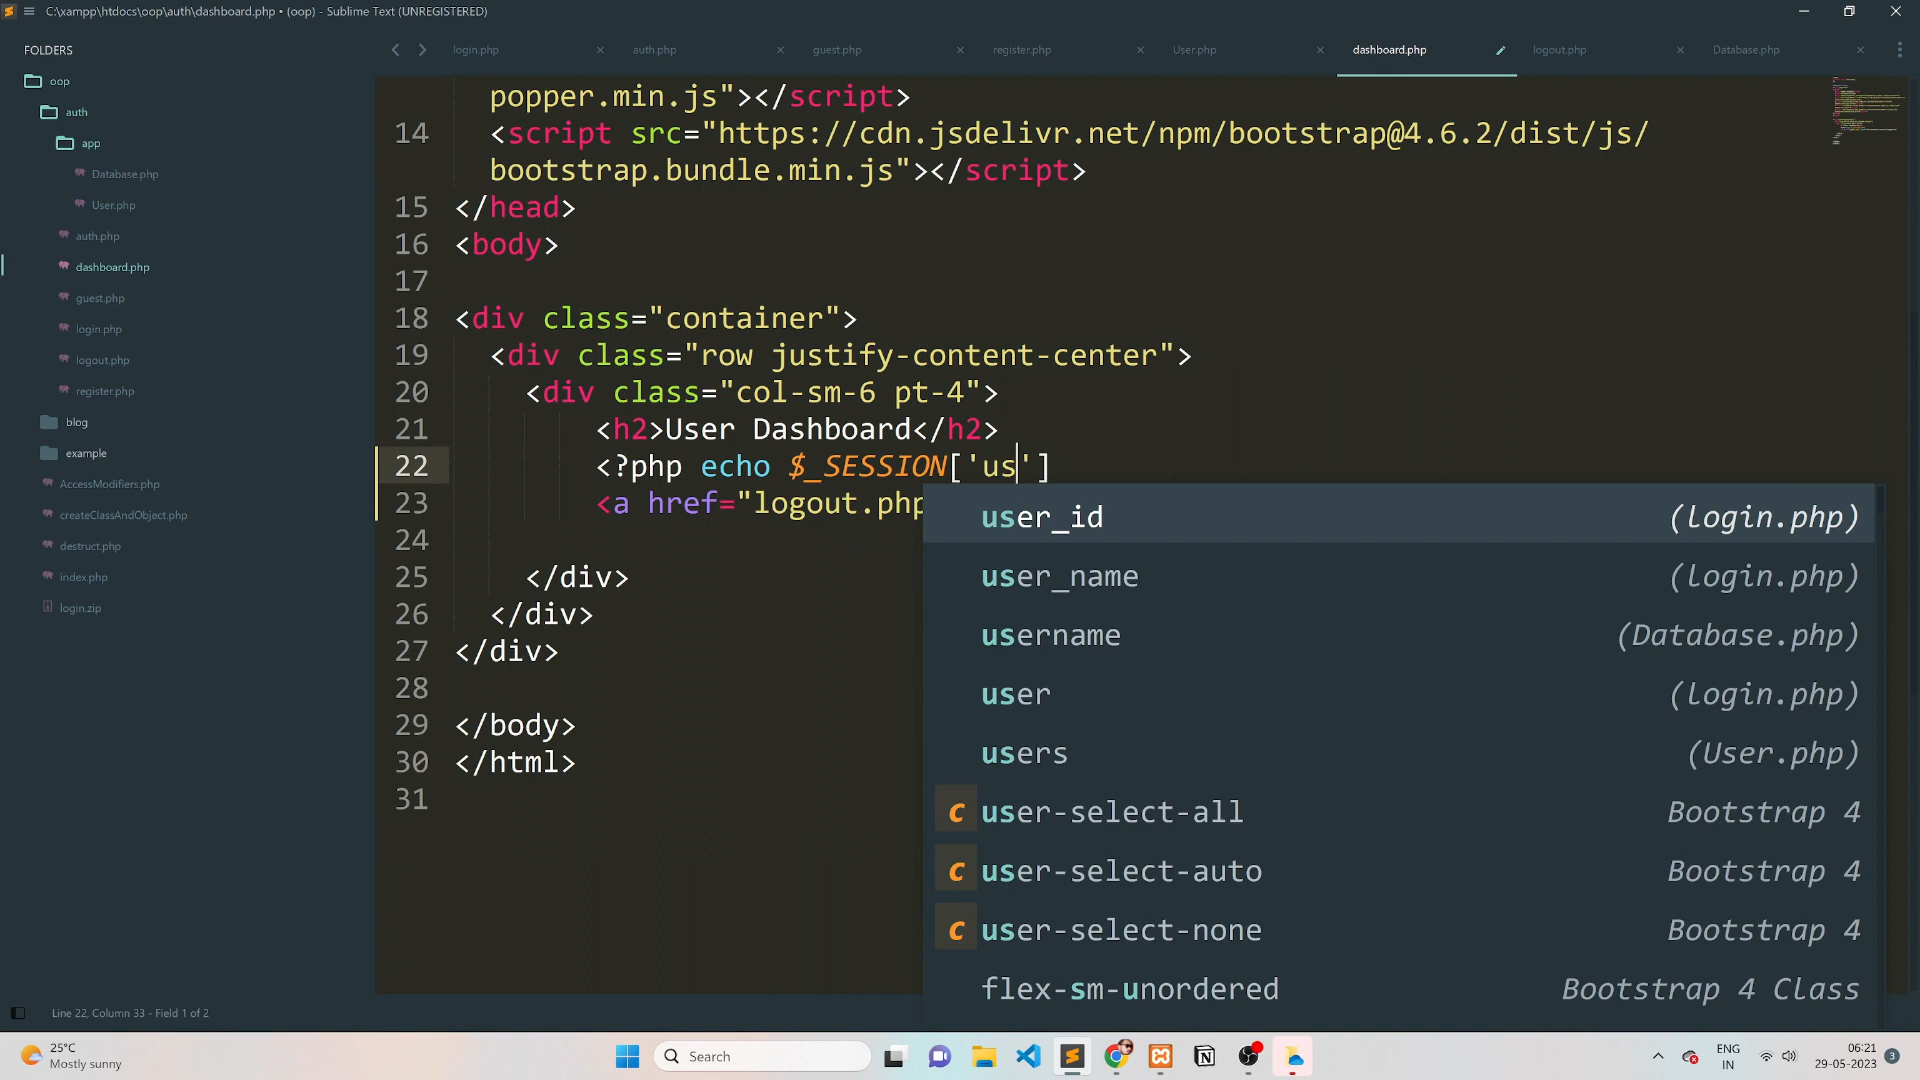 C:\xampp\htdocs\oop\auth\dashboard.php • (oop) - Sublime Text (UNREGISTERED)
FOLDERS
oop
auth
app
Database.php
User.php
auth.php
dashboard.php
guest.php
login.php
logout.php
register.php
blog
example
AccessModifiers.php
createClassAndObject.php
destruct.php
index.php
login.zip
login.php auth.php guest.php register.php User.php dashboard.php logout.php Database.php
popper.min.js"></script>
14 <script src="https://cdn.jsdelivr.net/npm/bootstrap@4.6.2/dist/js/
bootstrap.bundle.min.js"></script>
15 </head>
16 <body>
17
18 <div class="container">
19 <div class="row justify-content-center">
20 <div class="col-sm-6 pt-4">
21 <h2>User Dashboard</h2>
22 <?php echo $_SESSION['us']
23 <a href="logout.php
24
25 </div>
26 </div>
27 </div>
28
29 </body>
30 </html>
31
user_id (login.php)
user_name (login.php)
username (Database.php)
user (login.php)
users (User.php)
c user-select-all Bootstrap 4
c user-select-auto Bootstrap 4
c user-select-none Bootstrap 4
flex-sm-unordered Bootstrap 4 Class
Line 22, Column 33 - Field 1 of 2
25°C
Mostly sunny
Search
ENG
IN
06:21
29-05-2023
3